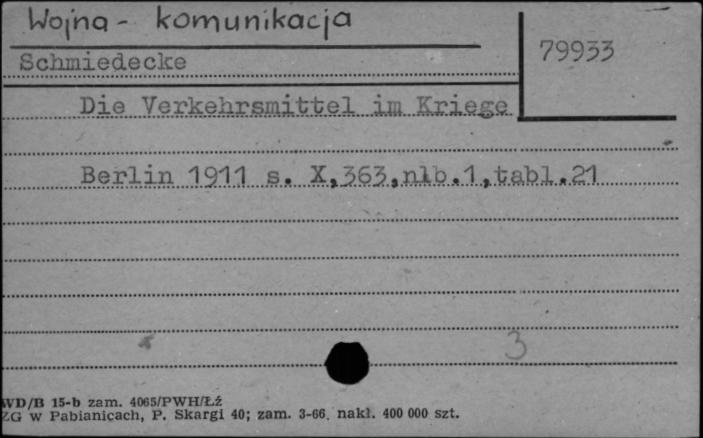 Wojna - komunikacja
79933
Schmiedecke
Die Verkehrsmittel im Kriege
Berlin 1911 s. X,363,nlb.1,tabl.21
3
WD/B 15-b zam. 4065/PWH/Łź
ZG w Pabianicach, P. Skargi 40; zam. 3-66. nakł. 400 000 szt.